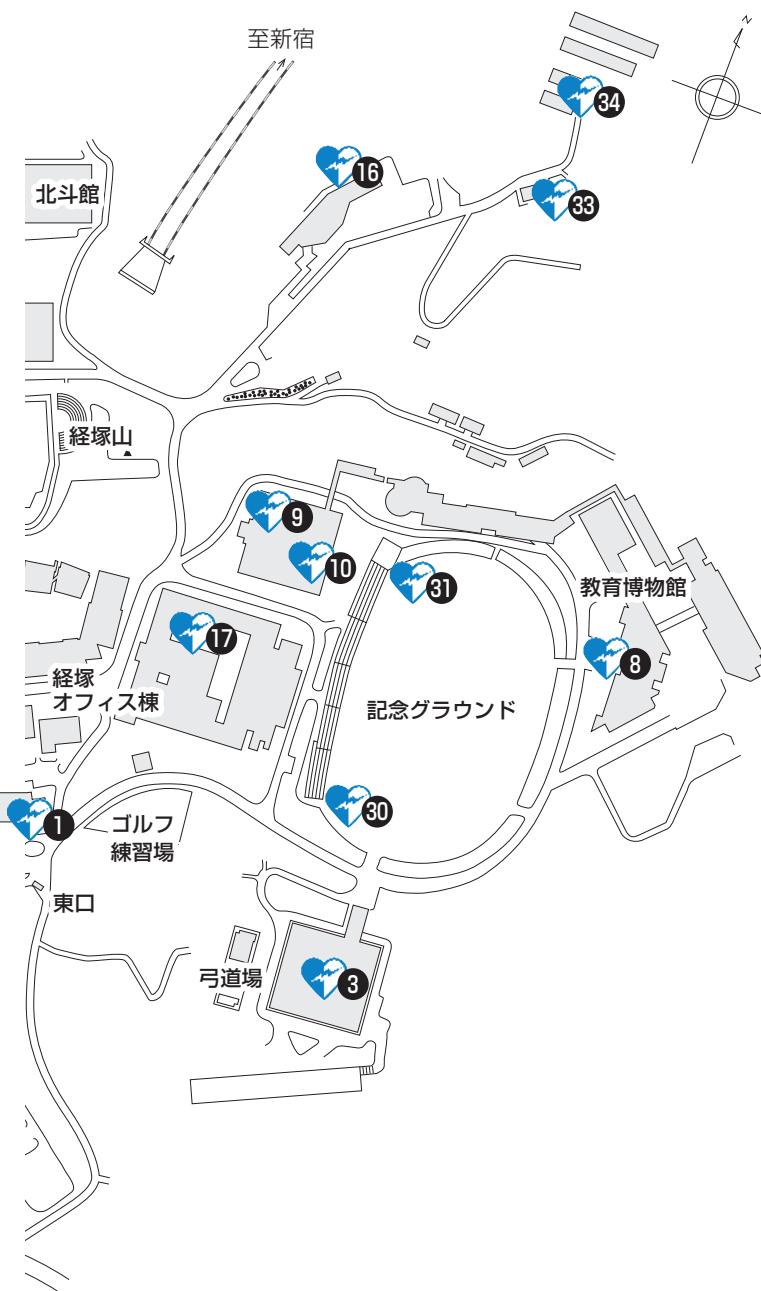 至新宿
N
34
16
北斗館
33
経塚山
9
10
31
教育博物館
17
8
経塚
オフィス棟
記念グラウンド
30
1
ゴルフ
練習場
東口
弓道場
3